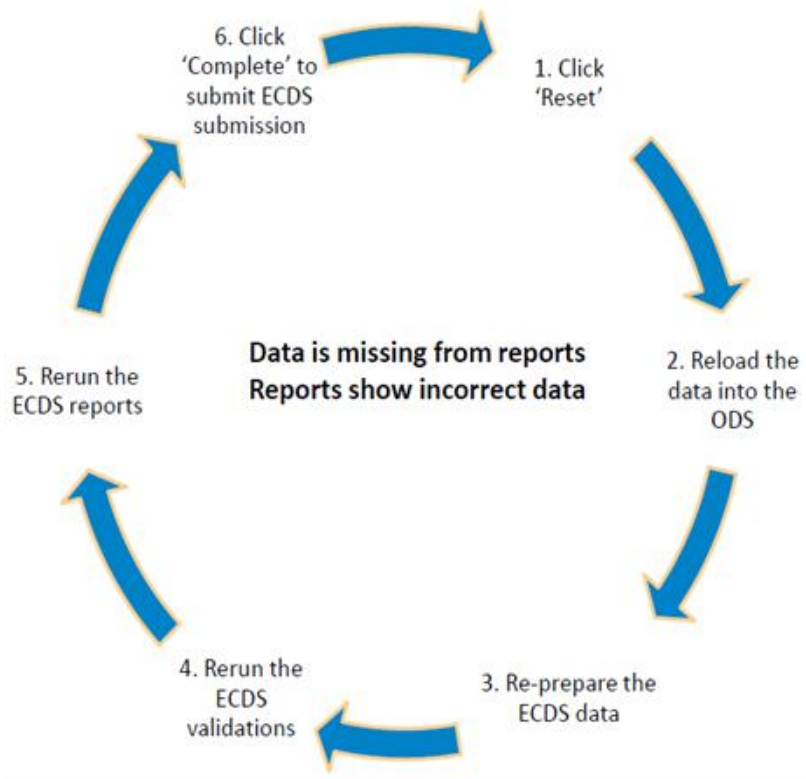 6. Click
'Complete' to
submit ECDS
submission
1. Click
'Reset'
2. Reload the
data into the
ODS
3. Re-prepare the
ECDS data
4. Rerun the
ECDS
validations
5. Rerun the
ECDS reports
Data is missing from reports
Reports show incorrect data